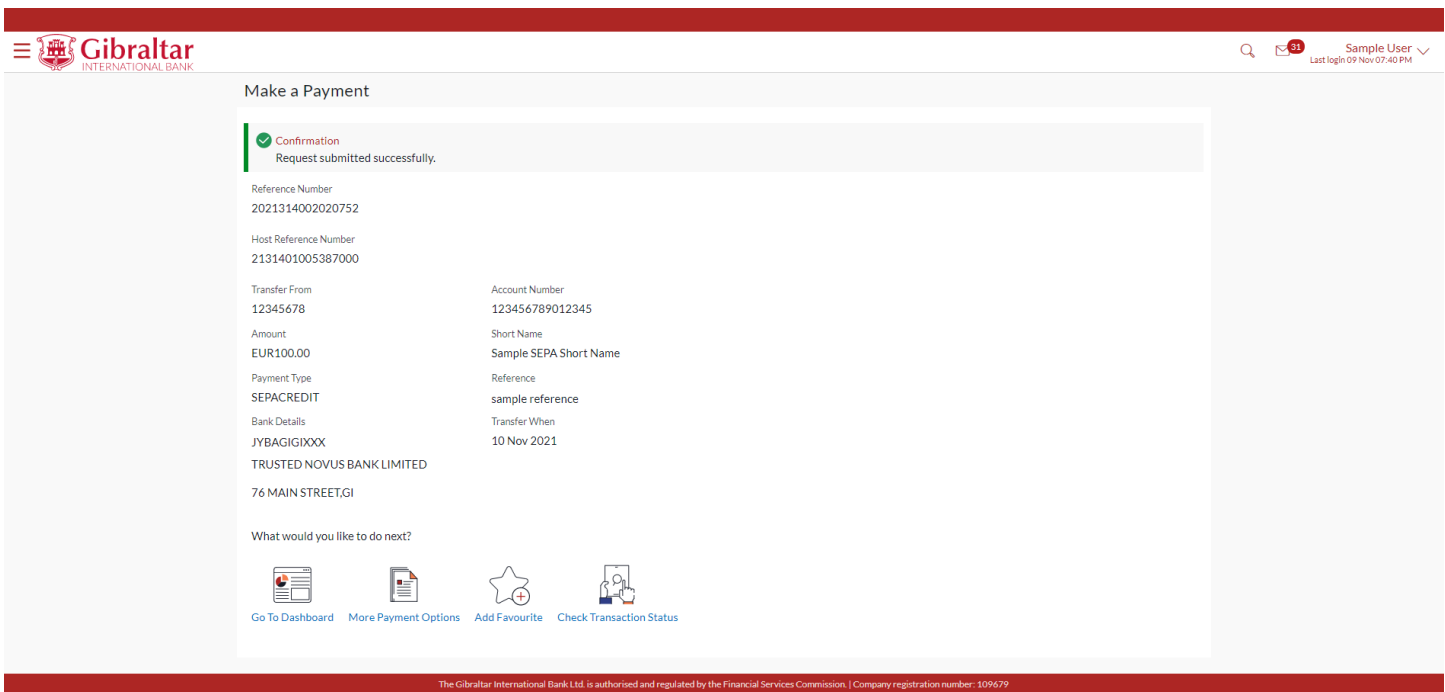 Gibraltar
INTERNATIONAL BANK
31
Sample User
Last login 09 Nov 07:40 PM
Make a Payment
Confirmation
Request submitted successfully.
Reference Number
2021314002020752
Host Reference Number
2131401005387000
Transfer From
12345678
Account Number
123456789012345
Amount
EUR100.00
Short Name
Sample SEPA Short Name
Payment Type
SEPACREDIT
Reference
sample reference
Bank Details
JYBAGIGIXXX
TRUSTED NOVUS BANK LIMITED
76 MAIN STREET,GI
Transfer When
10 Nov 2021
What would you like to do next?
Go To Dashboard
More Payment Options
Add Favourite
Check Transaction Status
The Gibraltar International Bank Ltd. is authorised and regulated by the Financial Services Commission. | Company registration number: 109679